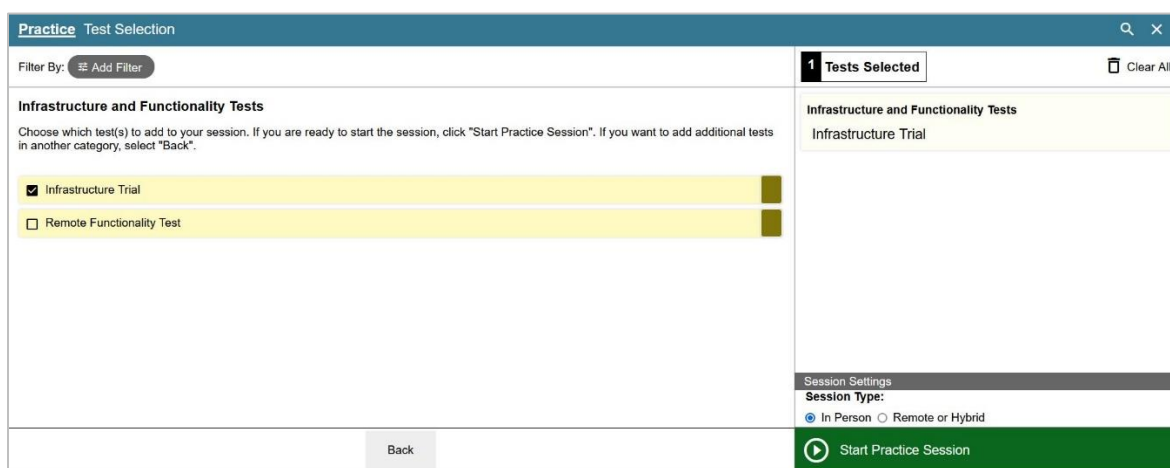 Practice Test Selection
Filter By: Add Filter
Infrastructure and Functionality Tests
Choose which test(s) to add to your session. If you are ready to start the session, click "Start Practice Session". If you want to add additional tests
in another category, select "Back".
Infrastructure Trial
Remote Functionality Test
Back
1 Tests Selected
Clear All
Infrastructure and Functionality Tests
Infrastructure Trial
Session Settings
Session Type:
In Person Remote or Hybrid
Start Practice Session